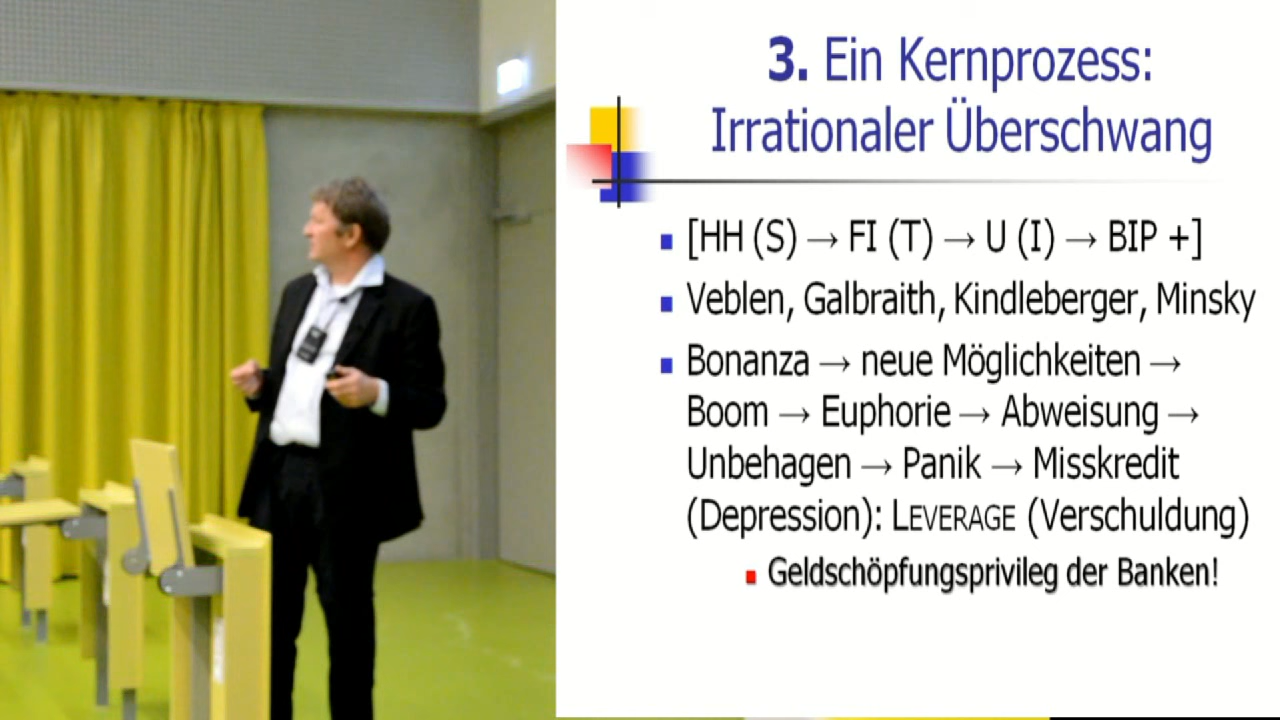 3. Ein Kernprozess:
Irrationaler Überschwang
[HH (S) → FI (T) → U (I) → BIP +]
Veblen, Galbraith, Kindleberger, Minsky
Bonanza → neue Möglichkeiten →
Boom → Euphorie → Abweisung →
Unbehagen → Panik → Misskredit
(Depression): LEVERAGE (Verschuldung)
Geldschöpfungsprivileg der Banken!